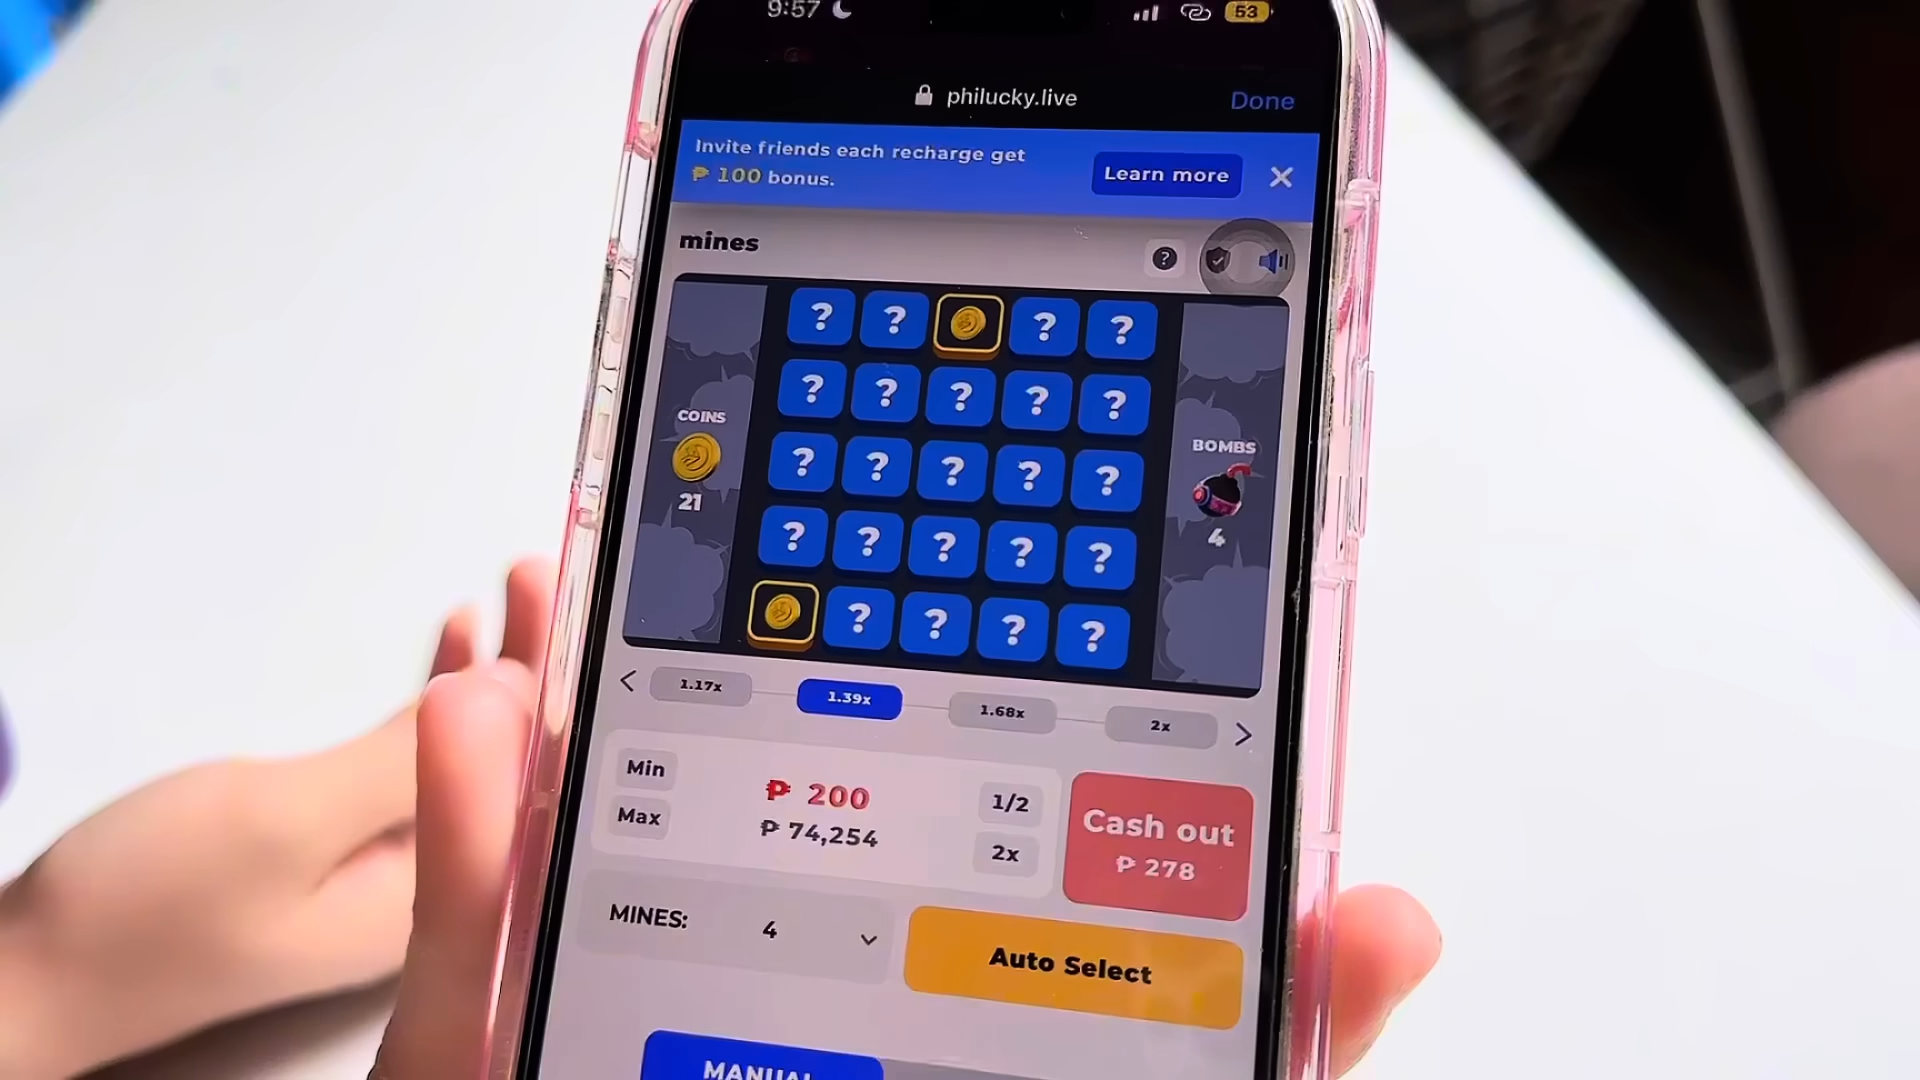 9:57
53
philucky.live
Done
Invite friends each recharge get
₱ 100 bonus.
Learn more
mines
?
? ? ? ?
? ? ? ? ?
? ? ? ? ?
? ? ? ? ?
? ? ? ?
COINS
21
BOMBS
4
1.17x
1.39x
1.68x
2x
Min
Max
₱ 200
₱ 74,254
1/2
2x
Cash out
₱ 278
MINES:
4
Auto Select
MANUAL